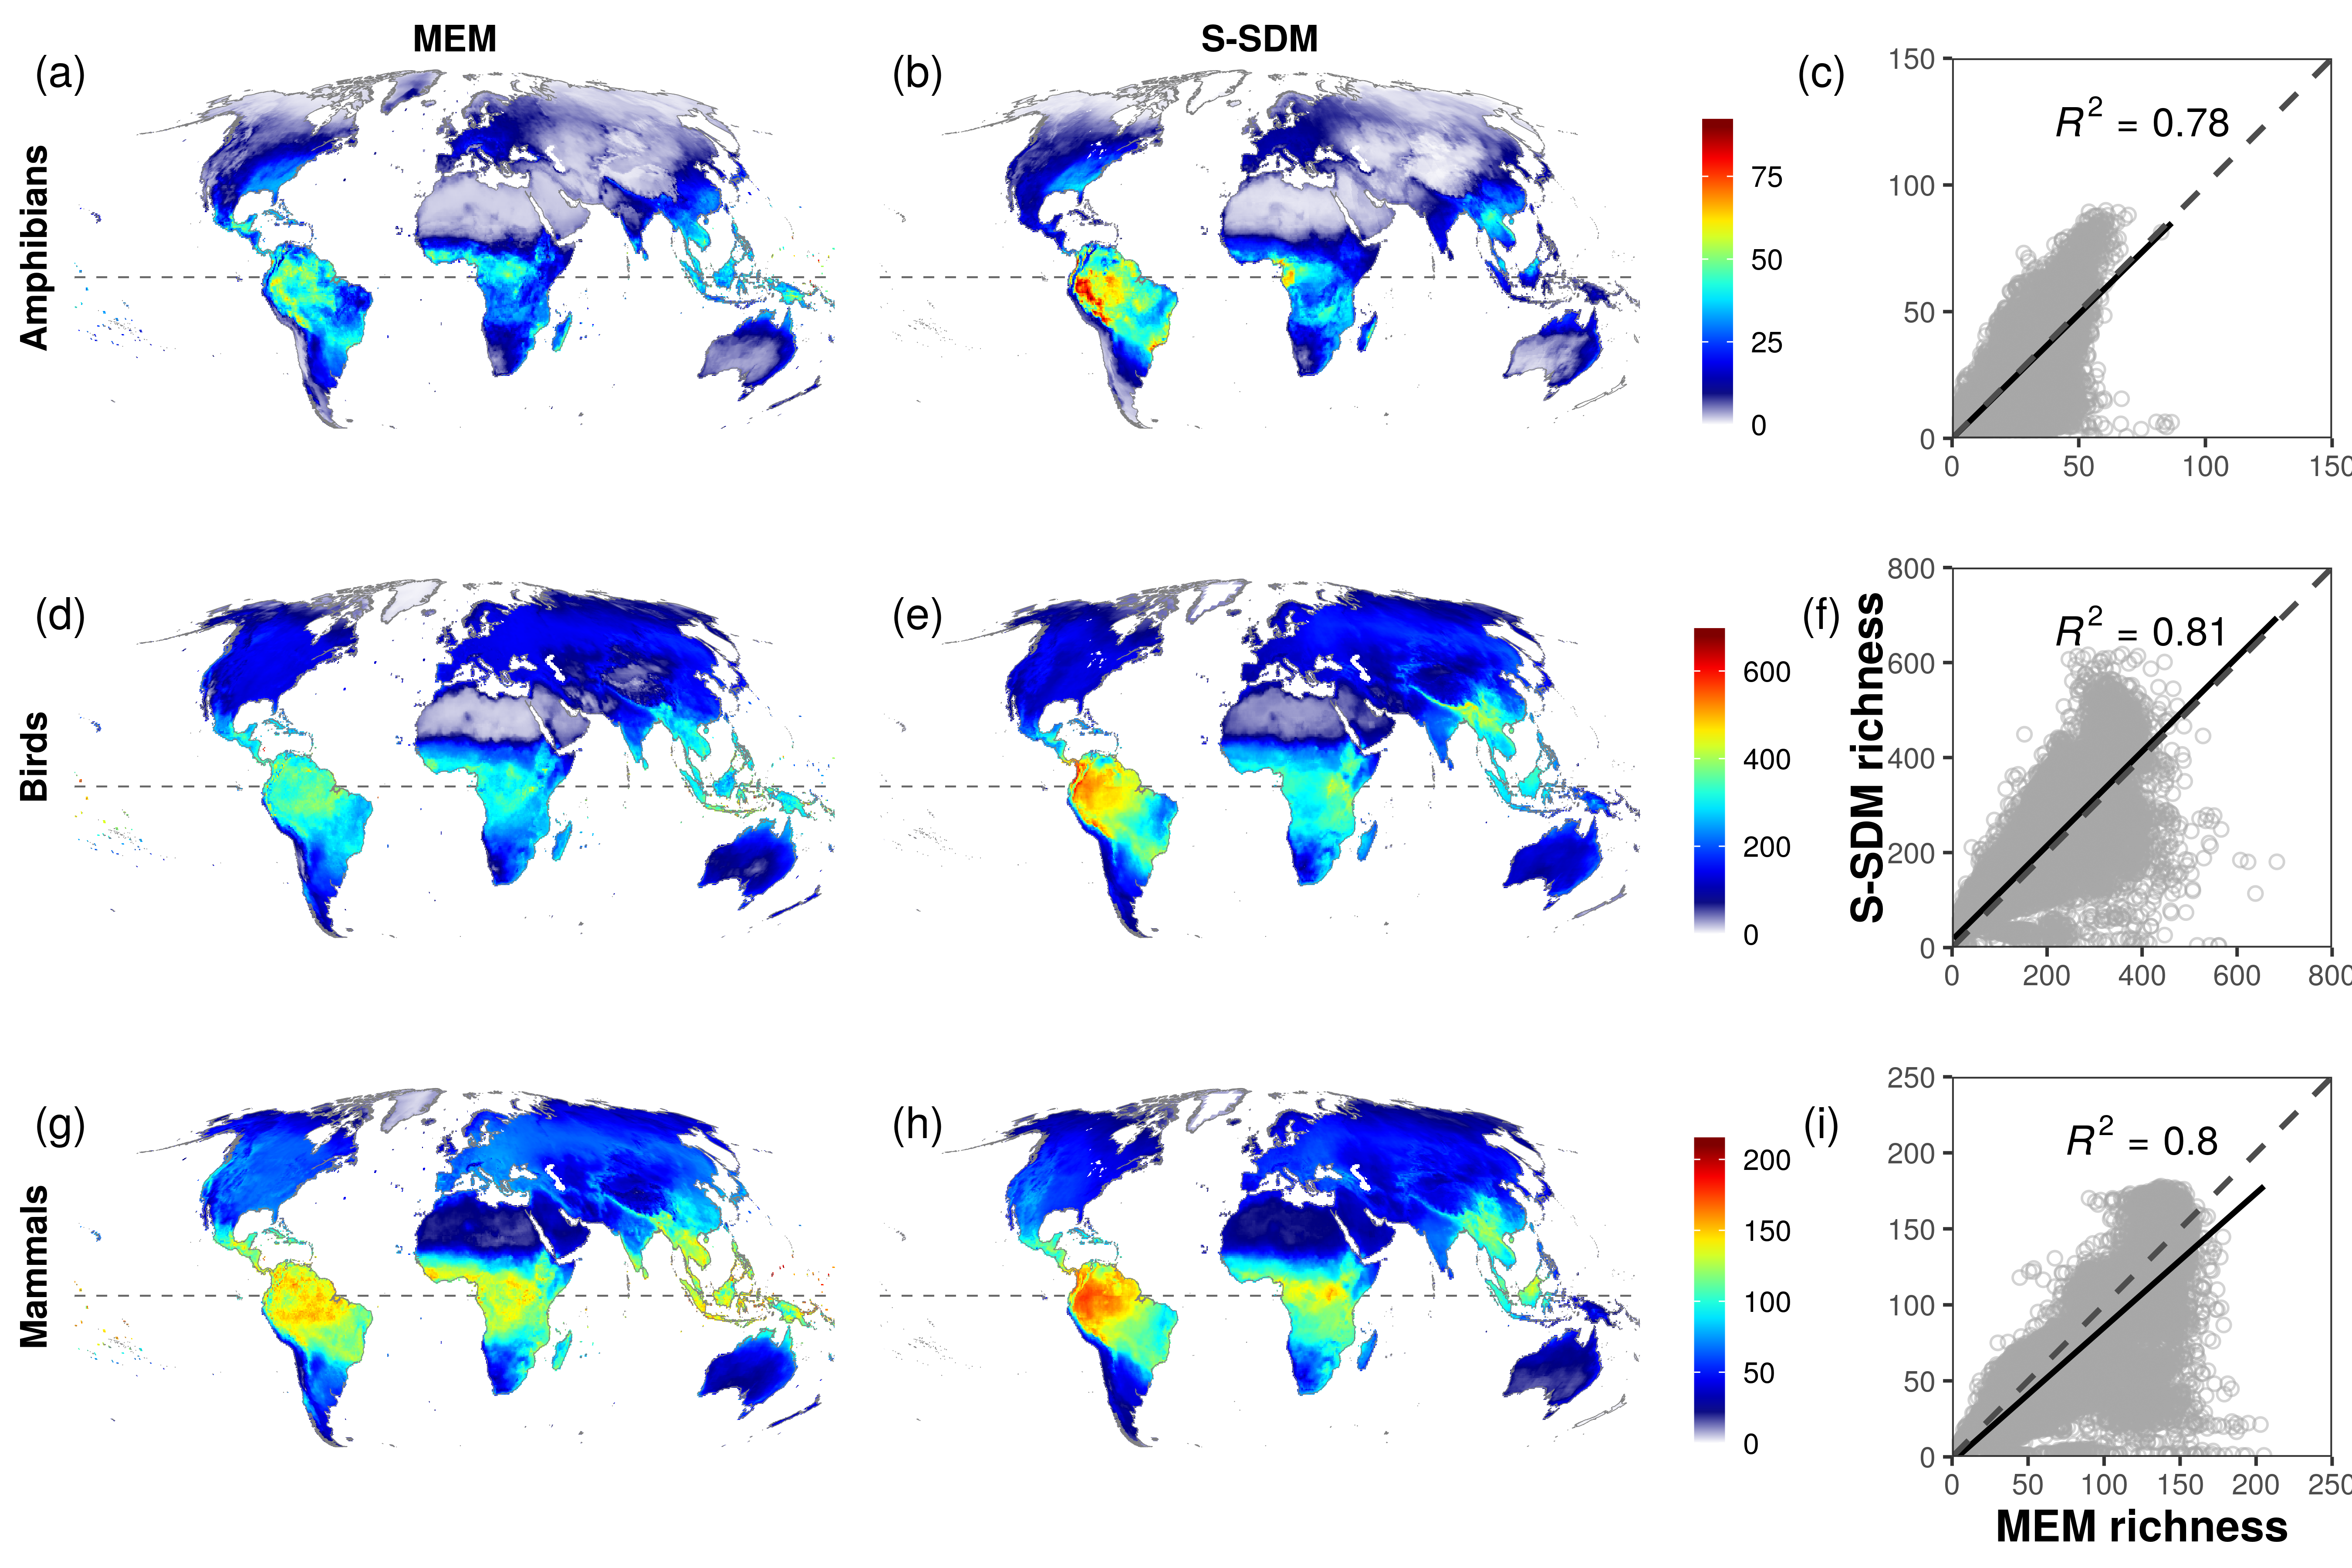 MEM
S-SDM
(a)
(b)
(c)
Amphibians
75
50
25
0
150
100
50
0
R2 = 0.78
0 50 100 150
(d)
(e)
(f)
Birds
600
400
200
0
S-SDM richness
800
600
400
200
0
R2 = 0.81
0 200 400 600 800
(g)
(h)
(i)
Mammals
200
150
100
50
0
250
200
150
100
50
0
R2 = 0.8
0 50 100 150 200 250
MEM richness